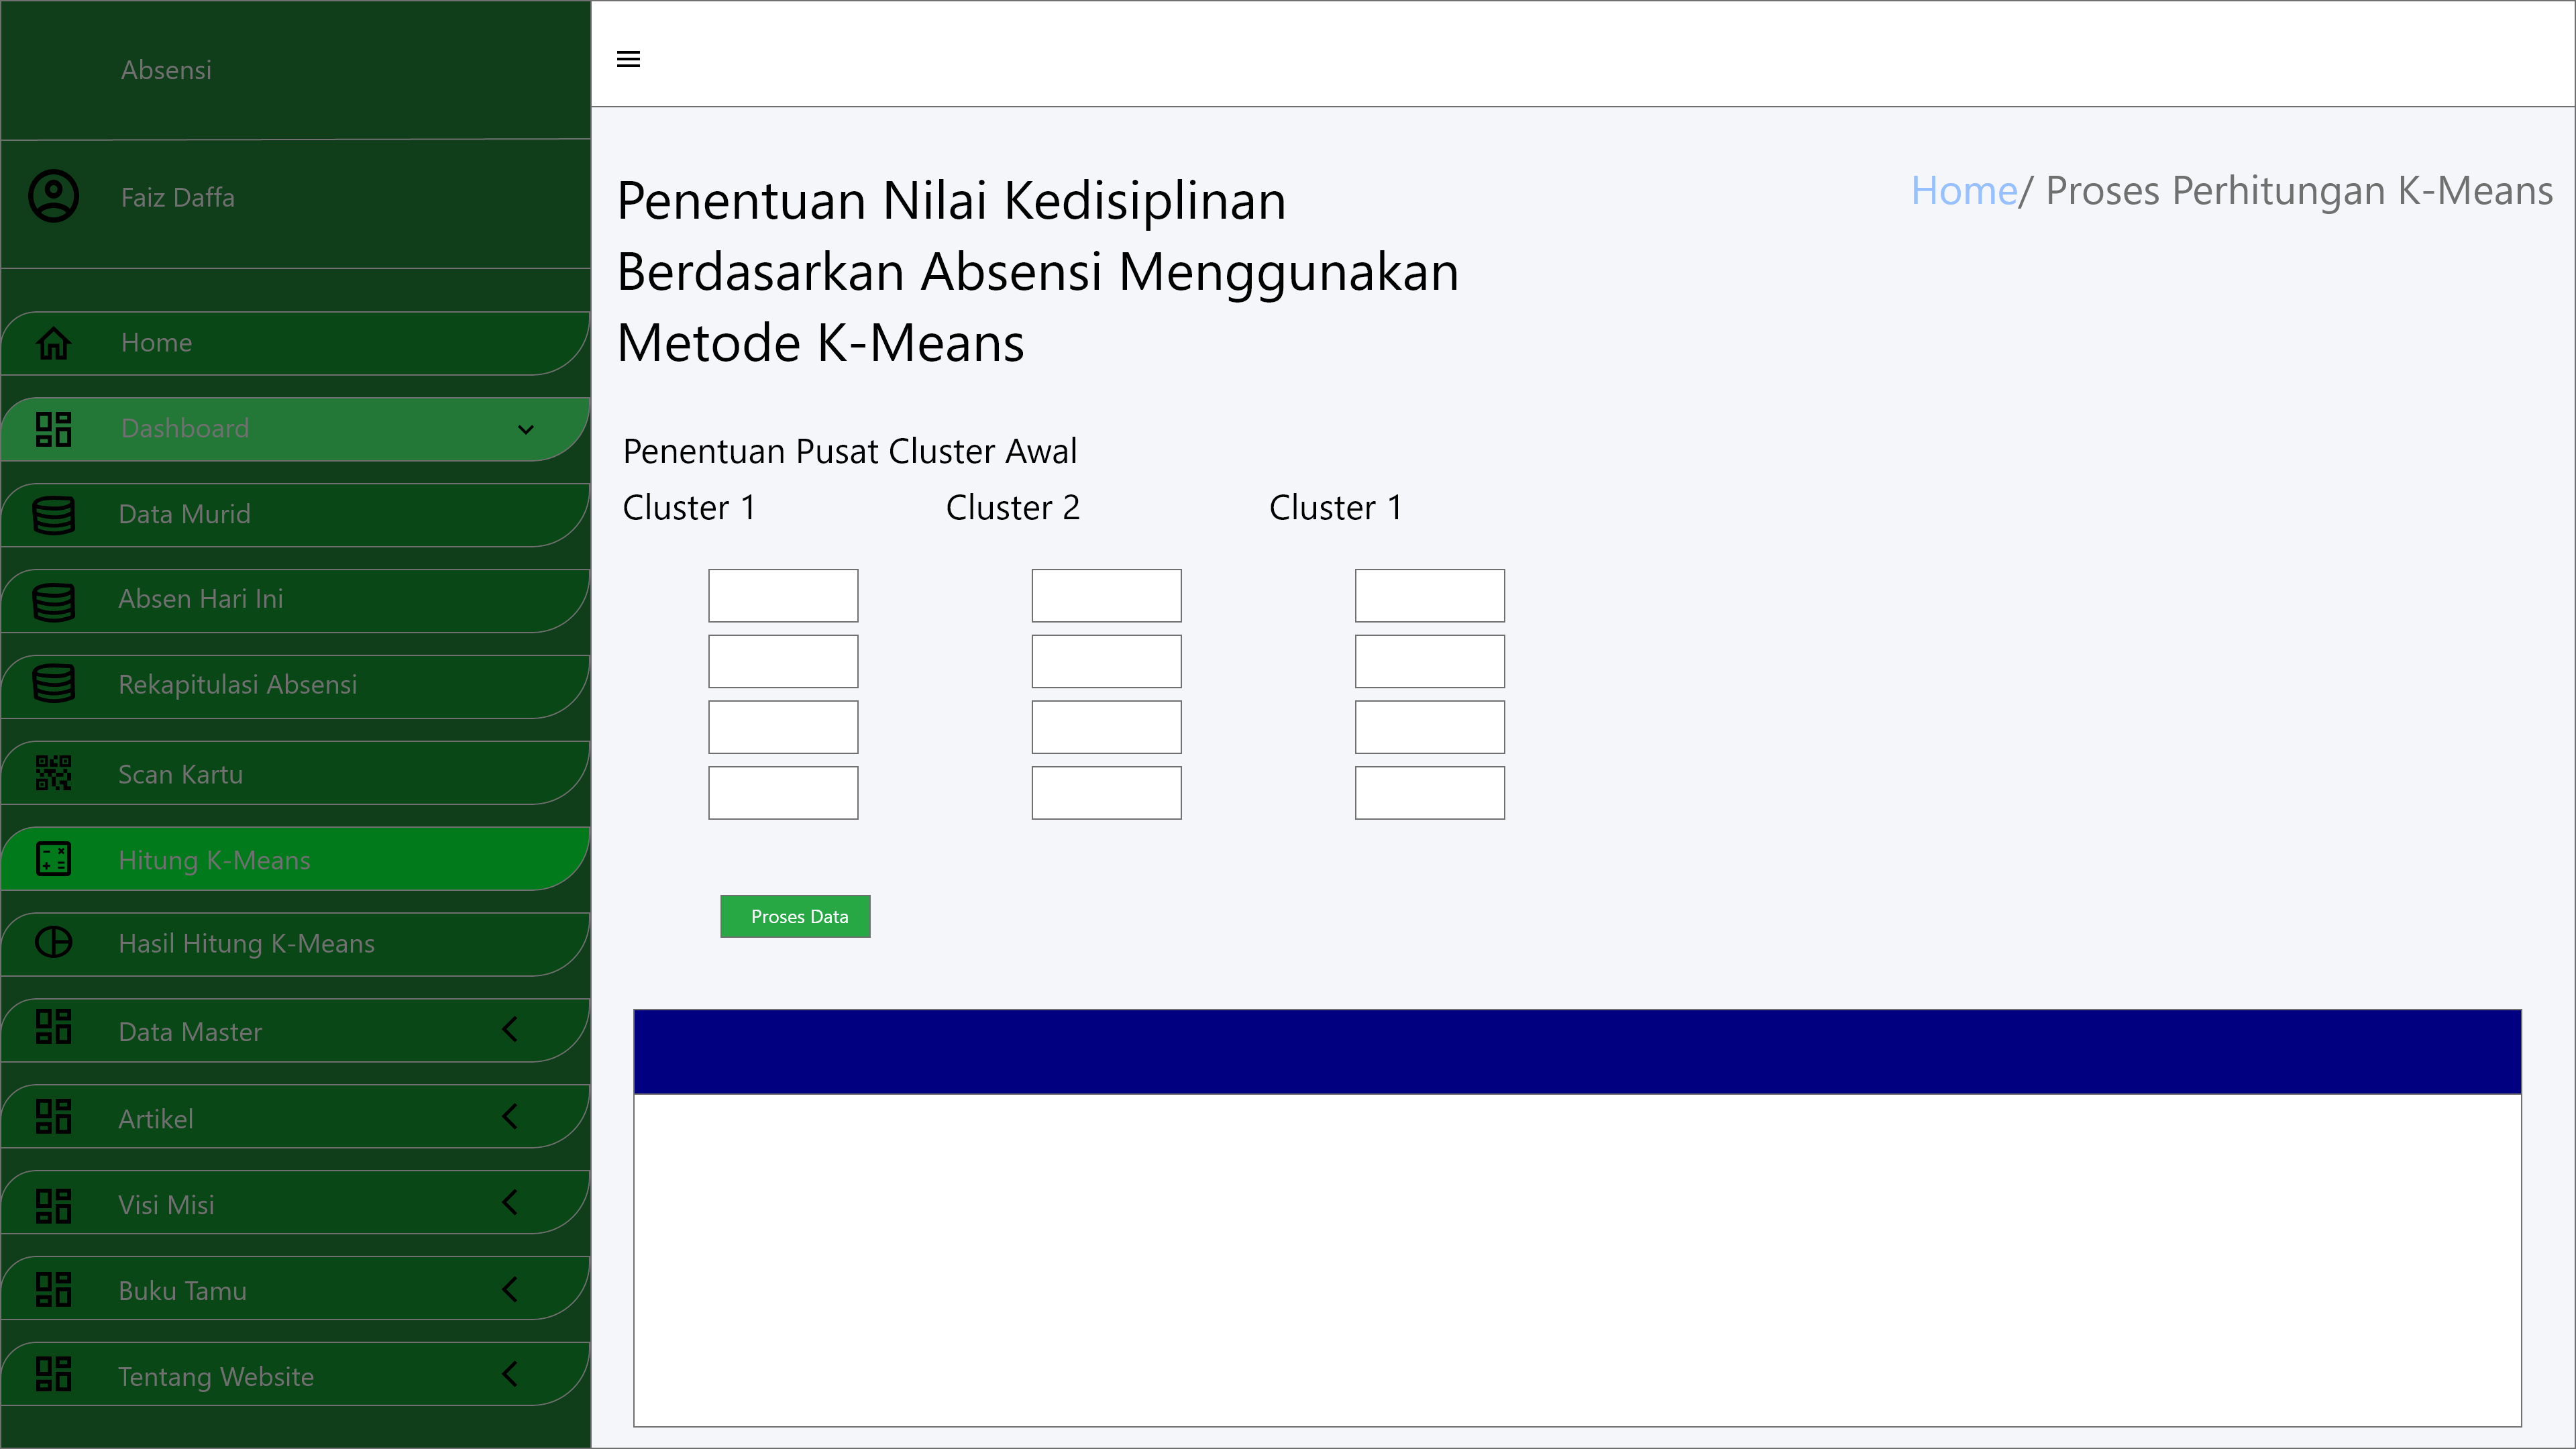 Absensi
Faiz Daffa
Home
Dashboard
Data Murid
Absen Hari Ini
Rekapitulasi Absensi
Scan Kartu
Hitung K-Means
Hasil Hitung K-Means
Data Master
Artikel
Visi Misi
Buku Tamu
Tentang Website
Penentuan Nilai Kedisiplinan
Berdasarkan Absensi Menggunakan
Metode K-Means
Home/ Proses Perhitungan K-Means
Penentuan Pusat Cluster Awal
Cluster 1 Cluster 2 Cluster 1
Proses Data